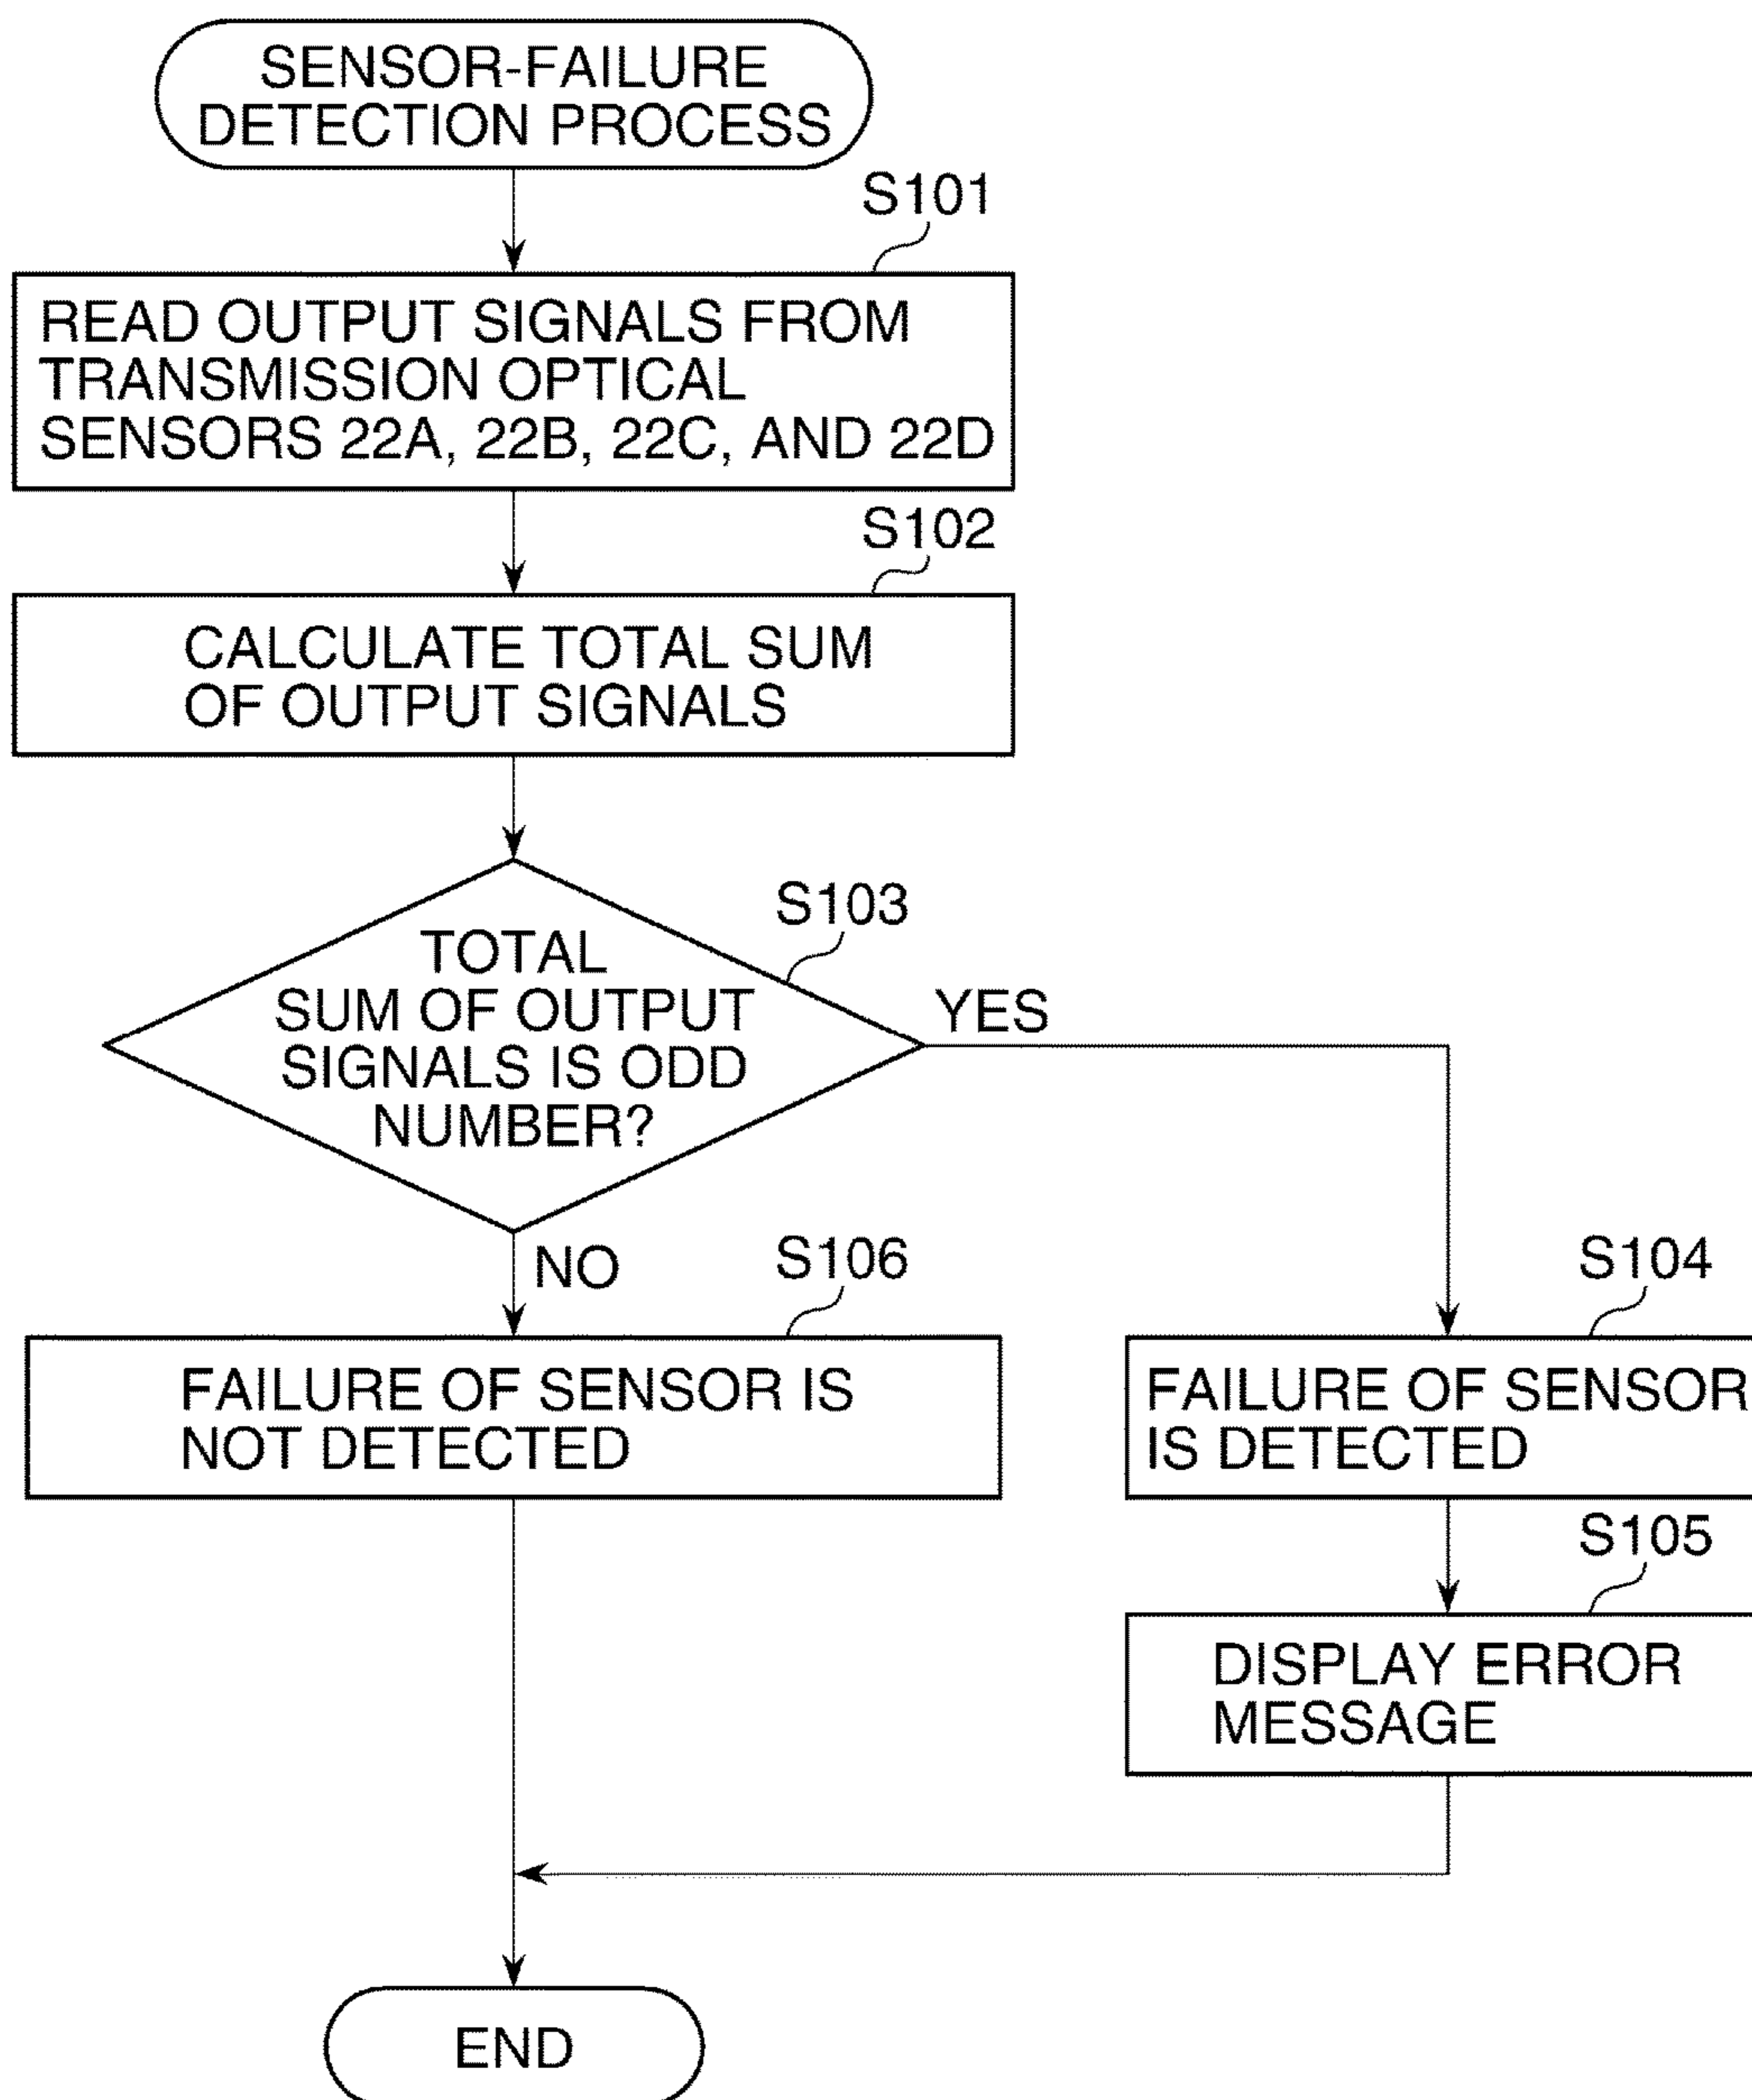 SENSOR-FAILURE
DETECTION PROCESS
S101
READ OUTPUT SIGNALS FROM
TRANSMISSION OPTICAL
SENSORS 22A, 22B, 22C, AND 22D
S102
CALCULATE TOTAL SUM
OF OUTPUT SIGNALS
S103
TOTAL
SUM OF OUTPUT
SIGNALS IS ODD
NUMBER?
YES
NO
S106
FAILURE OF SENSOR IS
NOT DETECTED
S104
FAILURE OF SENSOR
IS DETECTED
S105
DISPLAY ERROR
MESSAGE
END